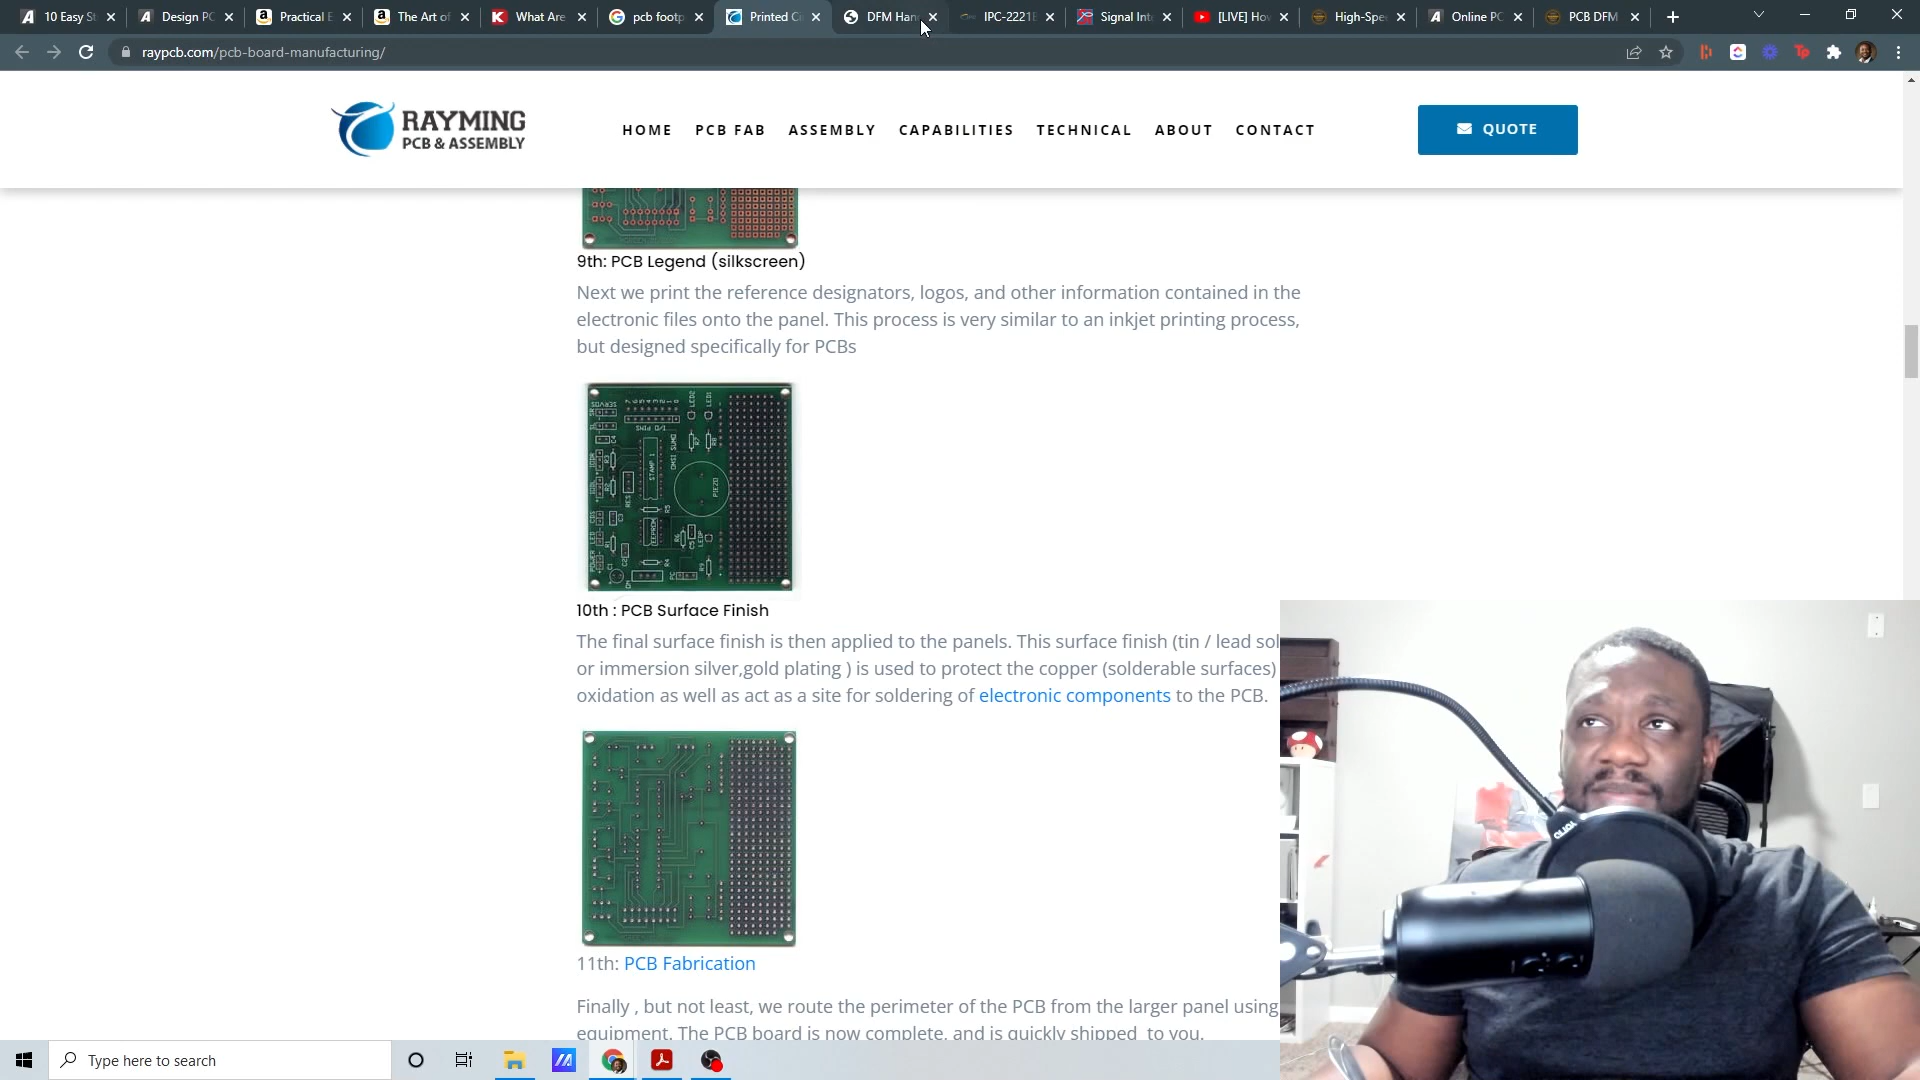 10 Easy St
Design PC
Practical E
The Art of
What Are
pcb footp
Printed Ci
DFM Han
IPC-2221B
Signal Inte
[LIVE] Hov
High-Spee
Online PC
PCB DFM
raypcb.com/pcb-board-manufacturing/
RAYMING
PCB & ASSEMBLY
HOME PCB FAB ASSEMBLY CAPABILITIES TECHNICAL ABOUT CONTACT
QUOTE
9th: PCB Legend (silkscreen)
Next we print the reference designators, logos, and other information contained in the
electronic files onto the panel. This process is very similar to an inkjet printing process,
but designed specifically for PCBs
10th : PCB Surface Finish
The final surface finish is then applied to the panels. This surface finish (tin / lead sol
or immersion silver,gold plating ) is used to protect the copper (solderable surfaces)
oxidation as well as act as a site for soldering of electronic components to the PCB.
11th: PCB Fabrication
Finally , but not least, we route the perimeter of the PCB from the larger panel using
equipment. The PCB board is now complete, and is quickly shipped to you.
Type here to search